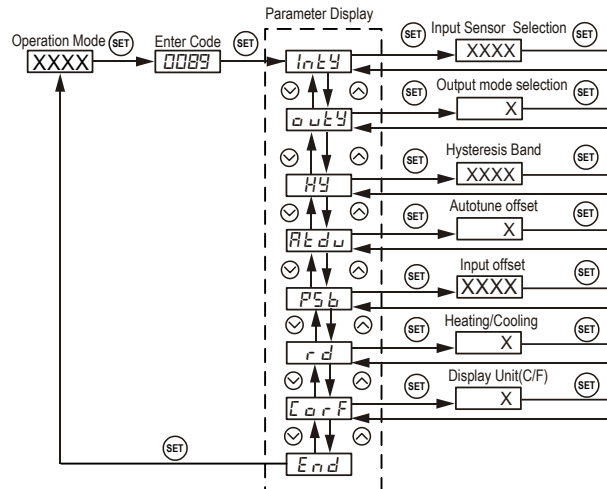 Parameter Display
Operation Mode SET Enter Code SET
XXXX 0089
IntY SET Input Sensor Selection XXXX SET
outY SET Output mode selection X SET
HY SET Hysteresis Band XXXX SET
Atdu SET Autotune offset X SET
PSb SET Input offset XXXX SET
rd SET Heating/Cooling X SET
CorF SET Display Unit(C/F) X SET
SET End